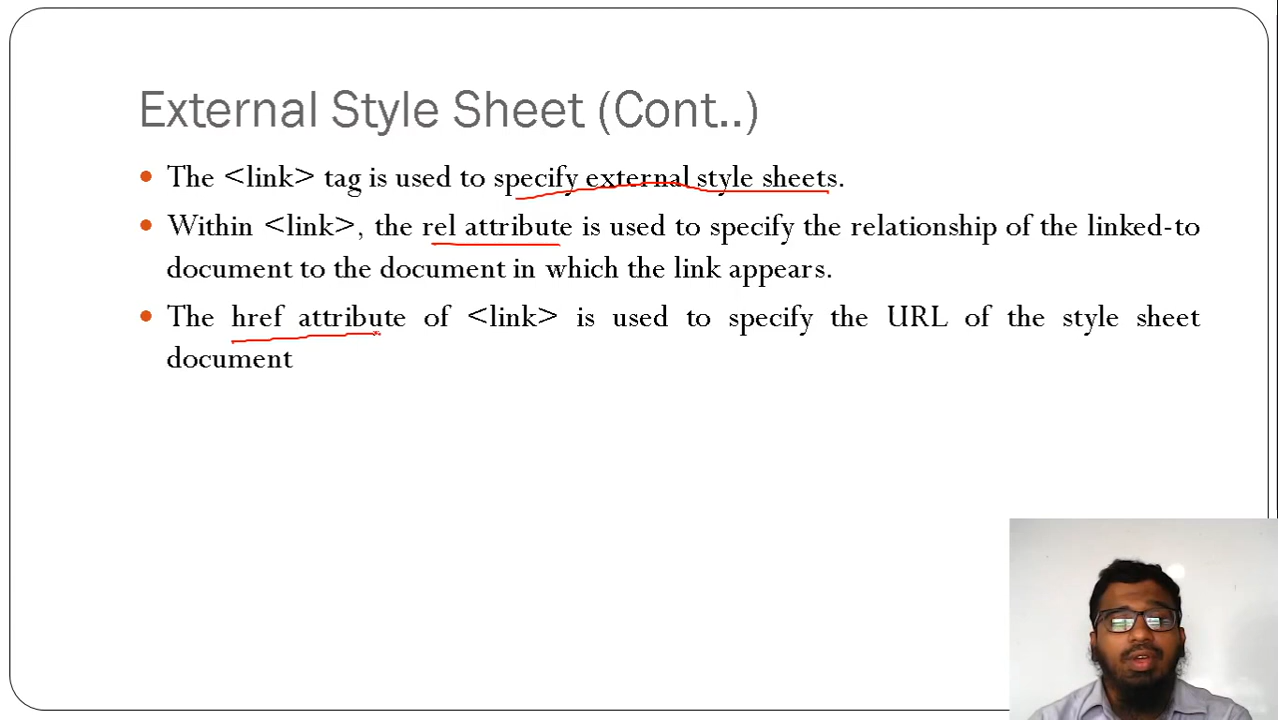 External Style Sheet (Cont..)
The <link> tag is used to specify external style sheets.
Within <link>, the rel attribute is used to specify the relationship of the linked-to
document to the document in which the link appears.
The href attribute of <link> is used to specify the URL of the style sheet
document